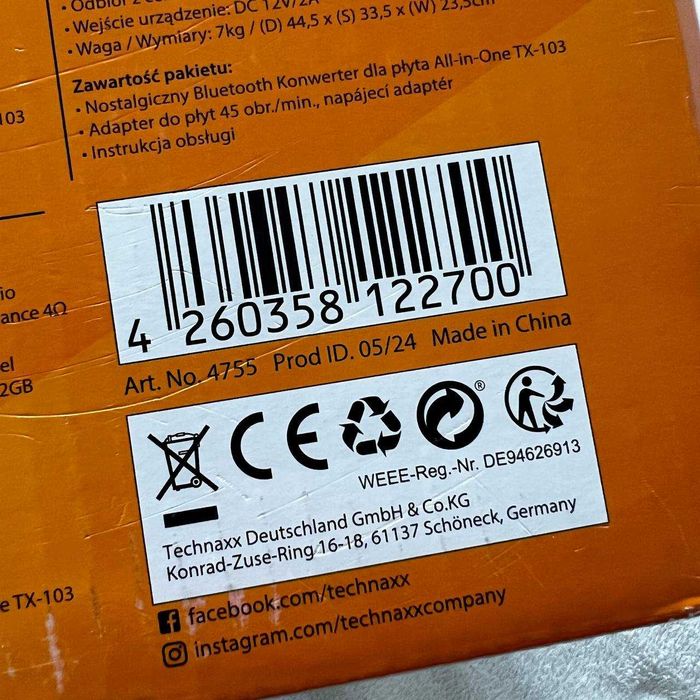 • Wejście urządzenie: DC 12V/2A
• Waga / Wymiary: 7kg / (D) 44,5 x (S) 33,5 x (W) 23,5cm
Zawartość pakietu:
• Nostalgiczny Bluetooth Konwerter dla płyta All-in-One TX-103
• Adapter do płyt 45 obr./min., napájecí adaptér
• Instrukcja obsługi
103
io
ance 4Ω
el
2GB
e TX-103
4 260358 122700
Art. No. 4755 Prod ID. 05/24 Made in China
CE
®
WEEE-Reg.-Nr. DE94626913
Technaxx Deutschland GmbH & Co.KG
Konrad-Zuse-Ring 16-18, 61137 Schöneck, Germany
facebook.com/technaxx
instagram.com/technaxxcompany